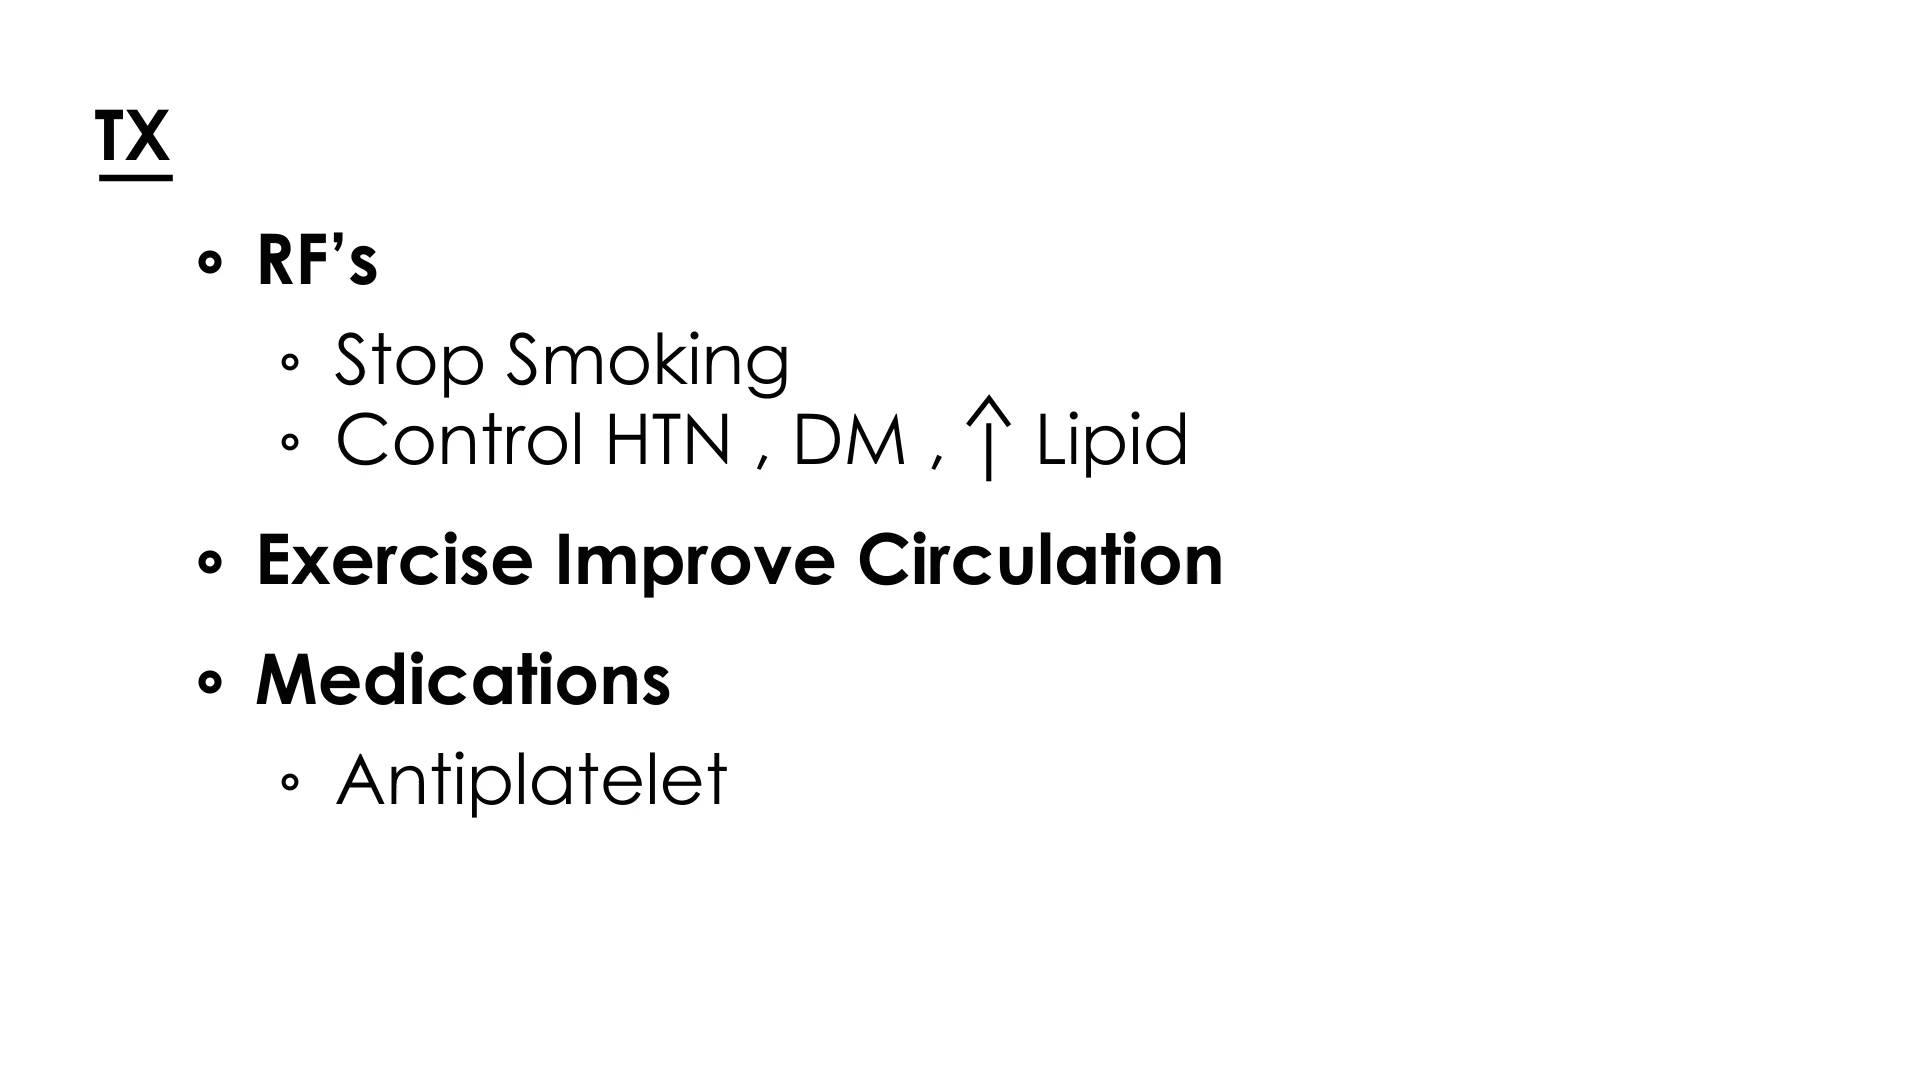 TX
∘ RF’s
∘ Stop Smoking
∘ Control HTN , DM , ↑ Lipid
∘ Exercise Improve Circulation
∘ Medications
∘ Antiplatelet